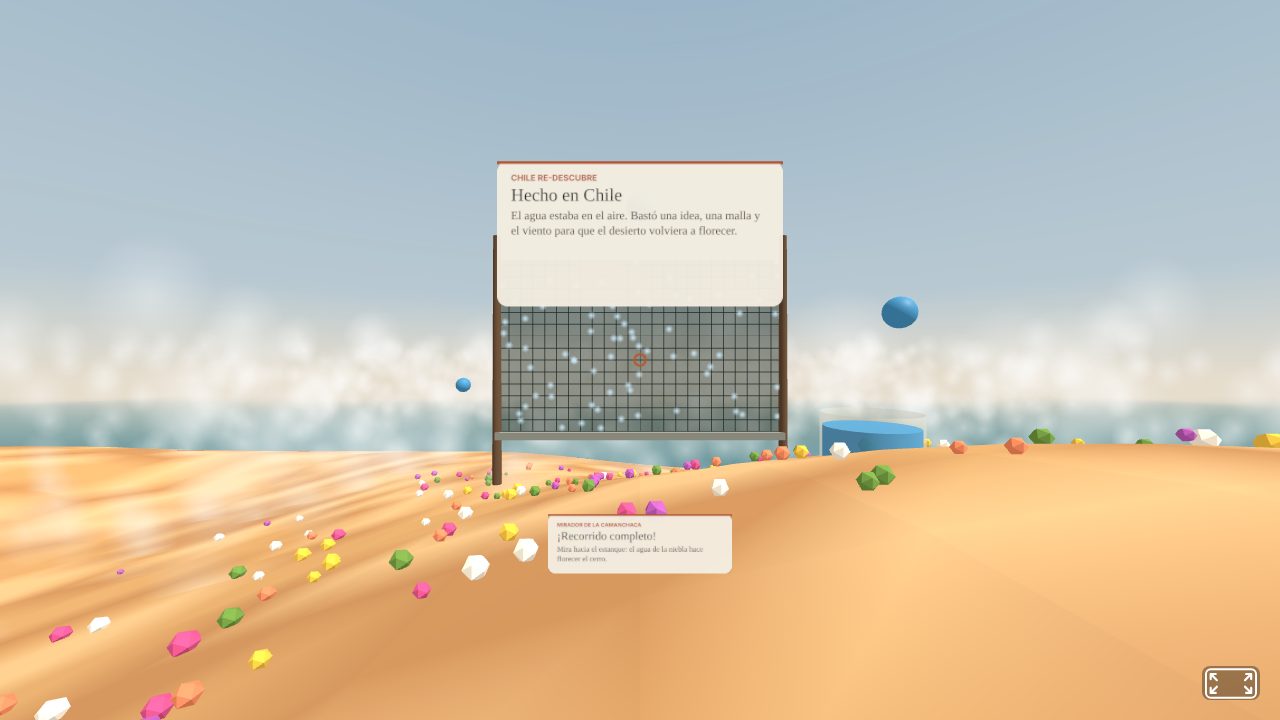 CHILE RE-DESCUBRE
Hecho en Chile
El agua estaba en el aire. Bastó una idea, una malla y
el viento para que el desierto volviera a florecer.
MIRADOR DE LA CAMANCHACA
¡Recorrido completo!
Mira hacia el estanque: el agua de la niebla hace
florecer el cerro.